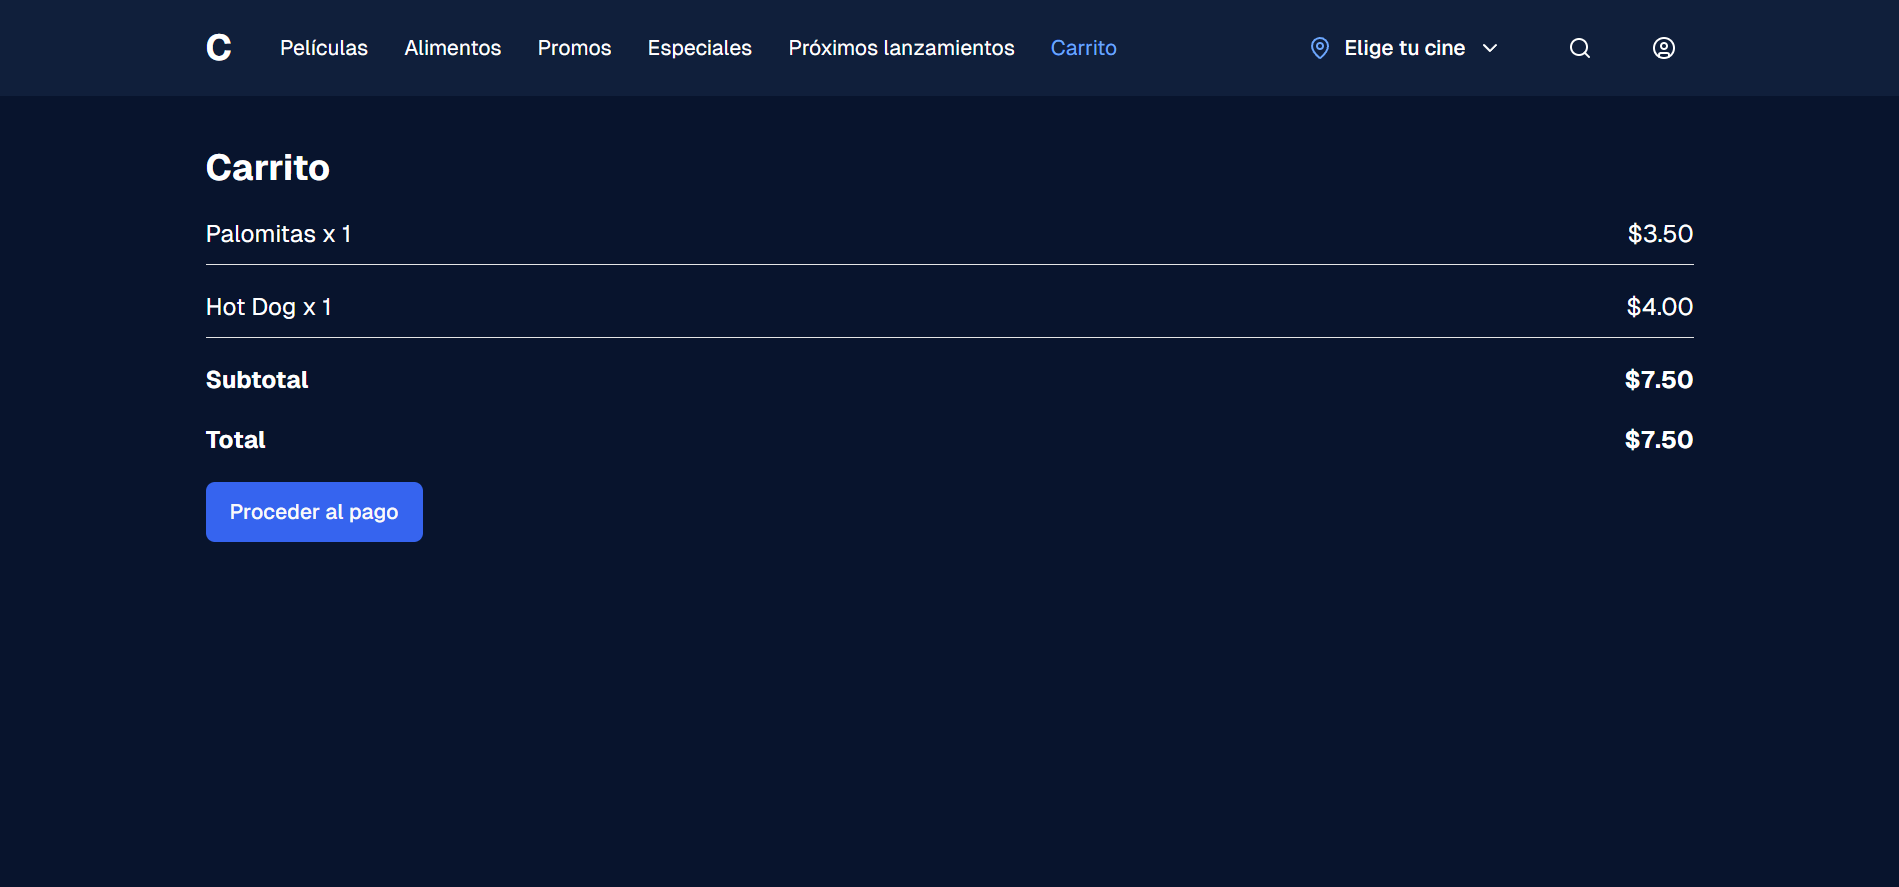 C Películas Alimentos Promos Especiales Próximos lanzamientos Carrito Elige tu cine
Carrito
Palomitas x 1 $3.50
Hot Dog x 1 $4.00
Subtotal $7.50
Total $7.50
Proceder al pago